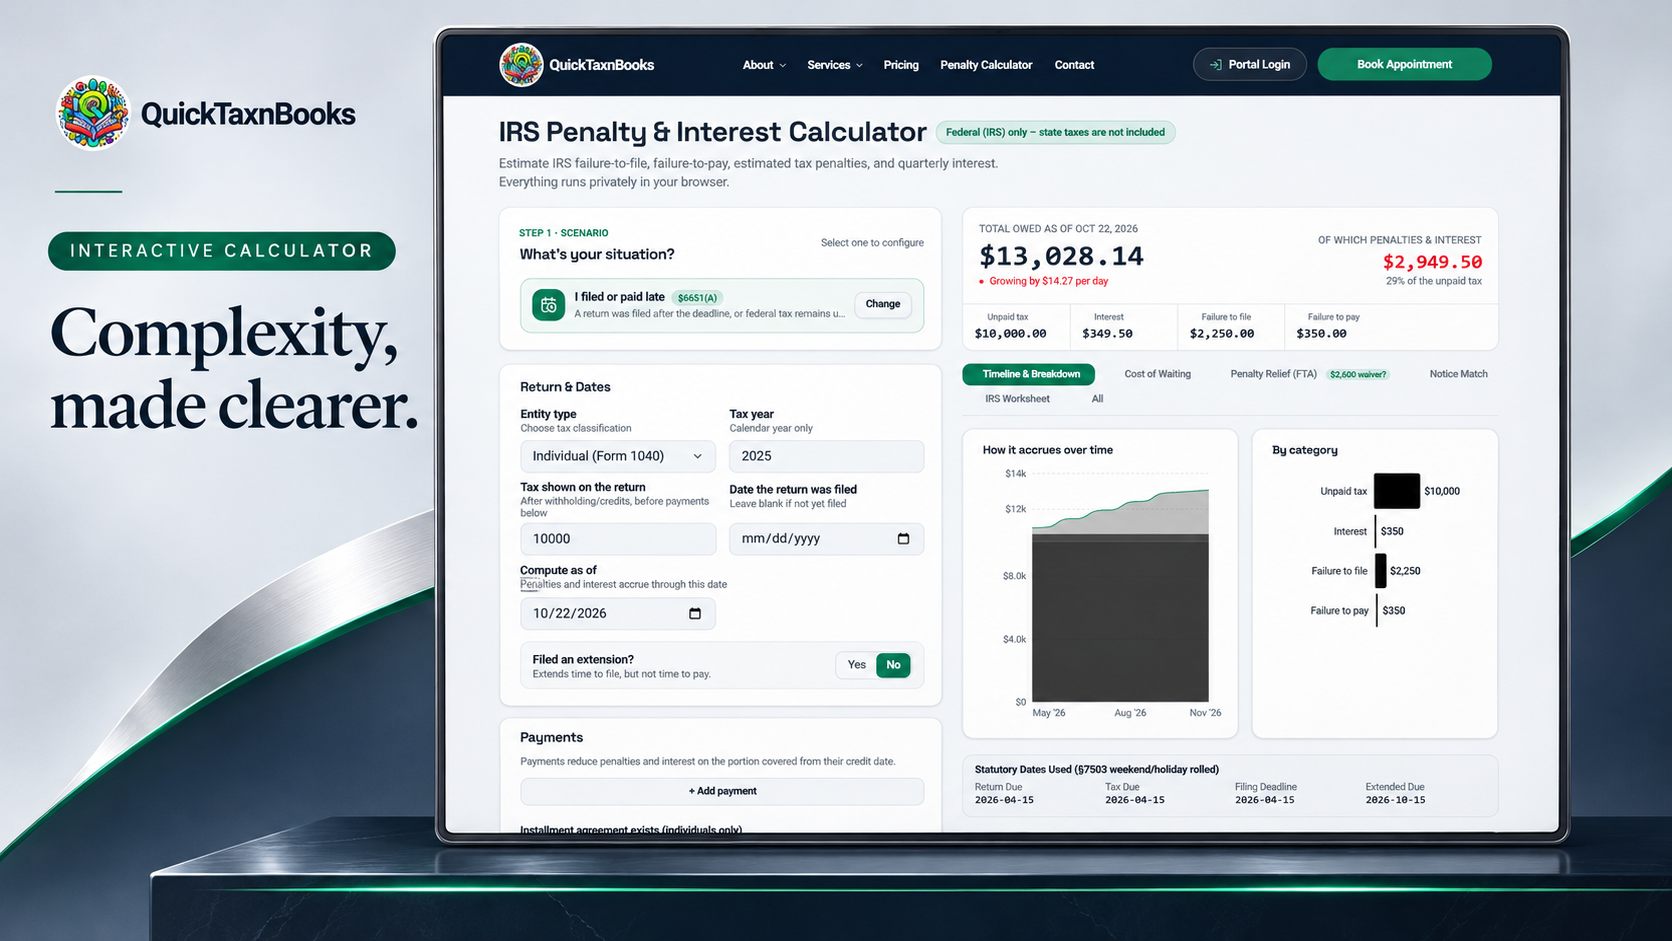 QuickTaxnBooks
INTERACTIVE CALCULATOR
Complexity,
made clearer.
QuickTaxnBooks
About
Services
Pricing
Penalty Calculator
Contact
Portal Login
Book Appointment
IRS Penalty & Interest Calculator
Federal (IRS) only – state taxes are not included
Estimate IRS failure-to-file, failure-to-pay, estimated tax penalties, and quarterly interest.
Everything runs privately in your browser.
STEP 1 · SCENARIO
What's your situation?
Select one to configure
I filed or paid late
§6651(A)
A return was filed after the deadline, or federal tax remains u...
Change
Return & Dates
Entity type
Choose tax classification
Individual (Form 1040)
Tax year
Calendar year only
2025
Tax shown on the return
After withholding/credits, before payments
below
10000
Date the return was filed
Leave blank if not yet filed
mm/dd/yyyy
Compute as of
Penalties and interest accrue through this date
10/22/2026
Filed an extension?
Extends time to file, but not time to pay.
Yes
No
Payments
Payments reduce penalties and interest on the portion covered from their credit date.
+ Add payment
Installment agreement exists (individuals only)
TOTAL OWED AS OF OCT 22, 2026
$13,028.14
• Growing by $14.27 per day
OF WHICH PENALTIES & INTEREST
$2,949.50
29% of the unpaid tax
Unpaid tax
$10,000.00
Interest
$349.50
Failure to file
$2,250.00
Failure to pay
$350.00
Timeline & Breakdown
Cost of Waiting
Penalty Relief (FTA)
$2,600 waiver?
Notice Match
IRS Worksheet
All
How it accrues over time
$14k
$12k
$8.0k
$4.0k
$0
May '26
Aug '26
Nov '26
By category
Unpaid tax
$10,000
Interest
$350
Failure to file
$2,250
Failure to pay
$350
Statutory Dates Used (§7503 weekend/holiday rolled)
Return Due
2026-04-15
Tax Due
2026-04-15
Filing Deadline
2026-04-15
Extended Due
2026-10-15